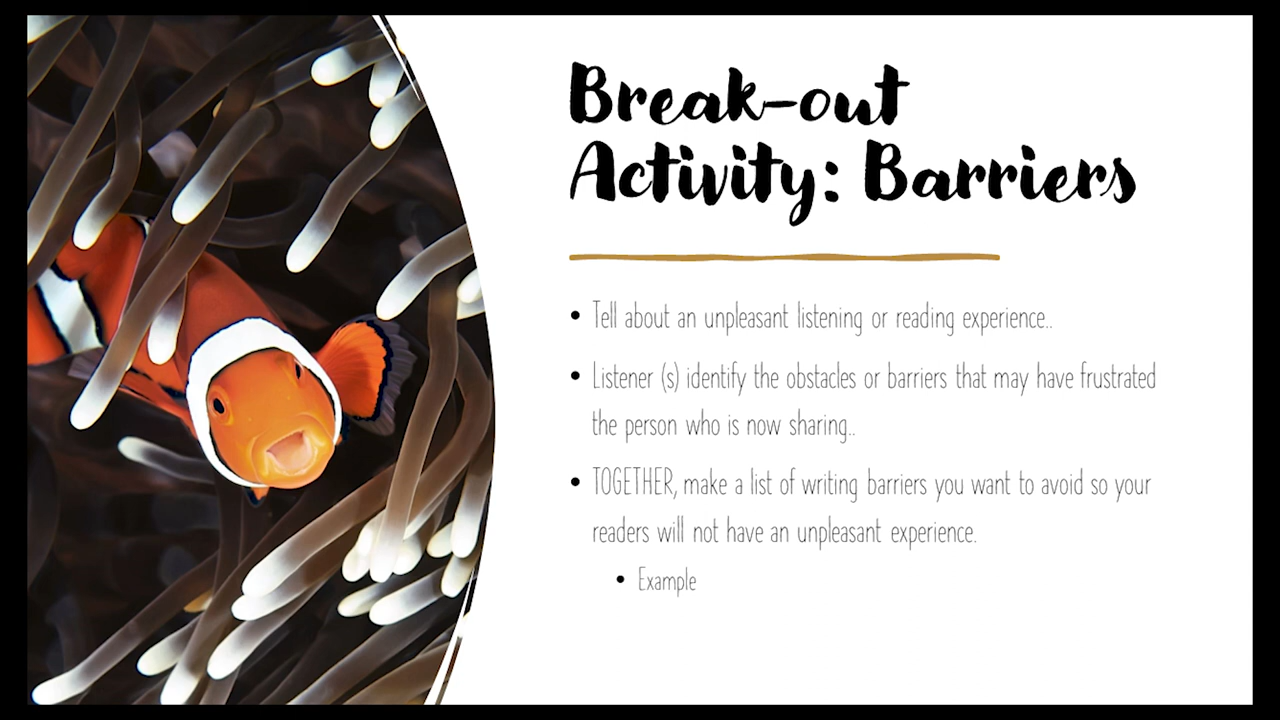 Break-out
Activity: Barriers
• Tell about an unpleasant listening or reading experience..
• Listener (s) identify the obstacles or barriers that may have frustrated
the person who is now sharing..
• TOGETHER, make a list of writing barriers you want to avoid so your
readers will not have an unpleasant experience.
• Example